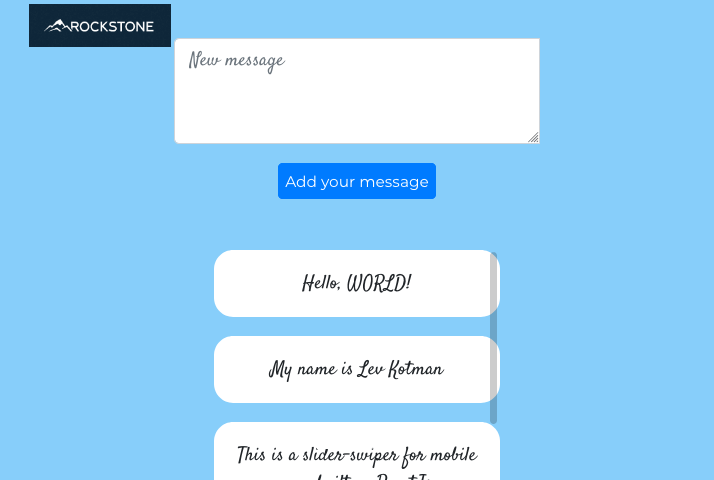 ROCKSTONE
New message
Add your message
Hello, WORLD!
My name is Lev Kotman
This is a slider-swiper for mobile